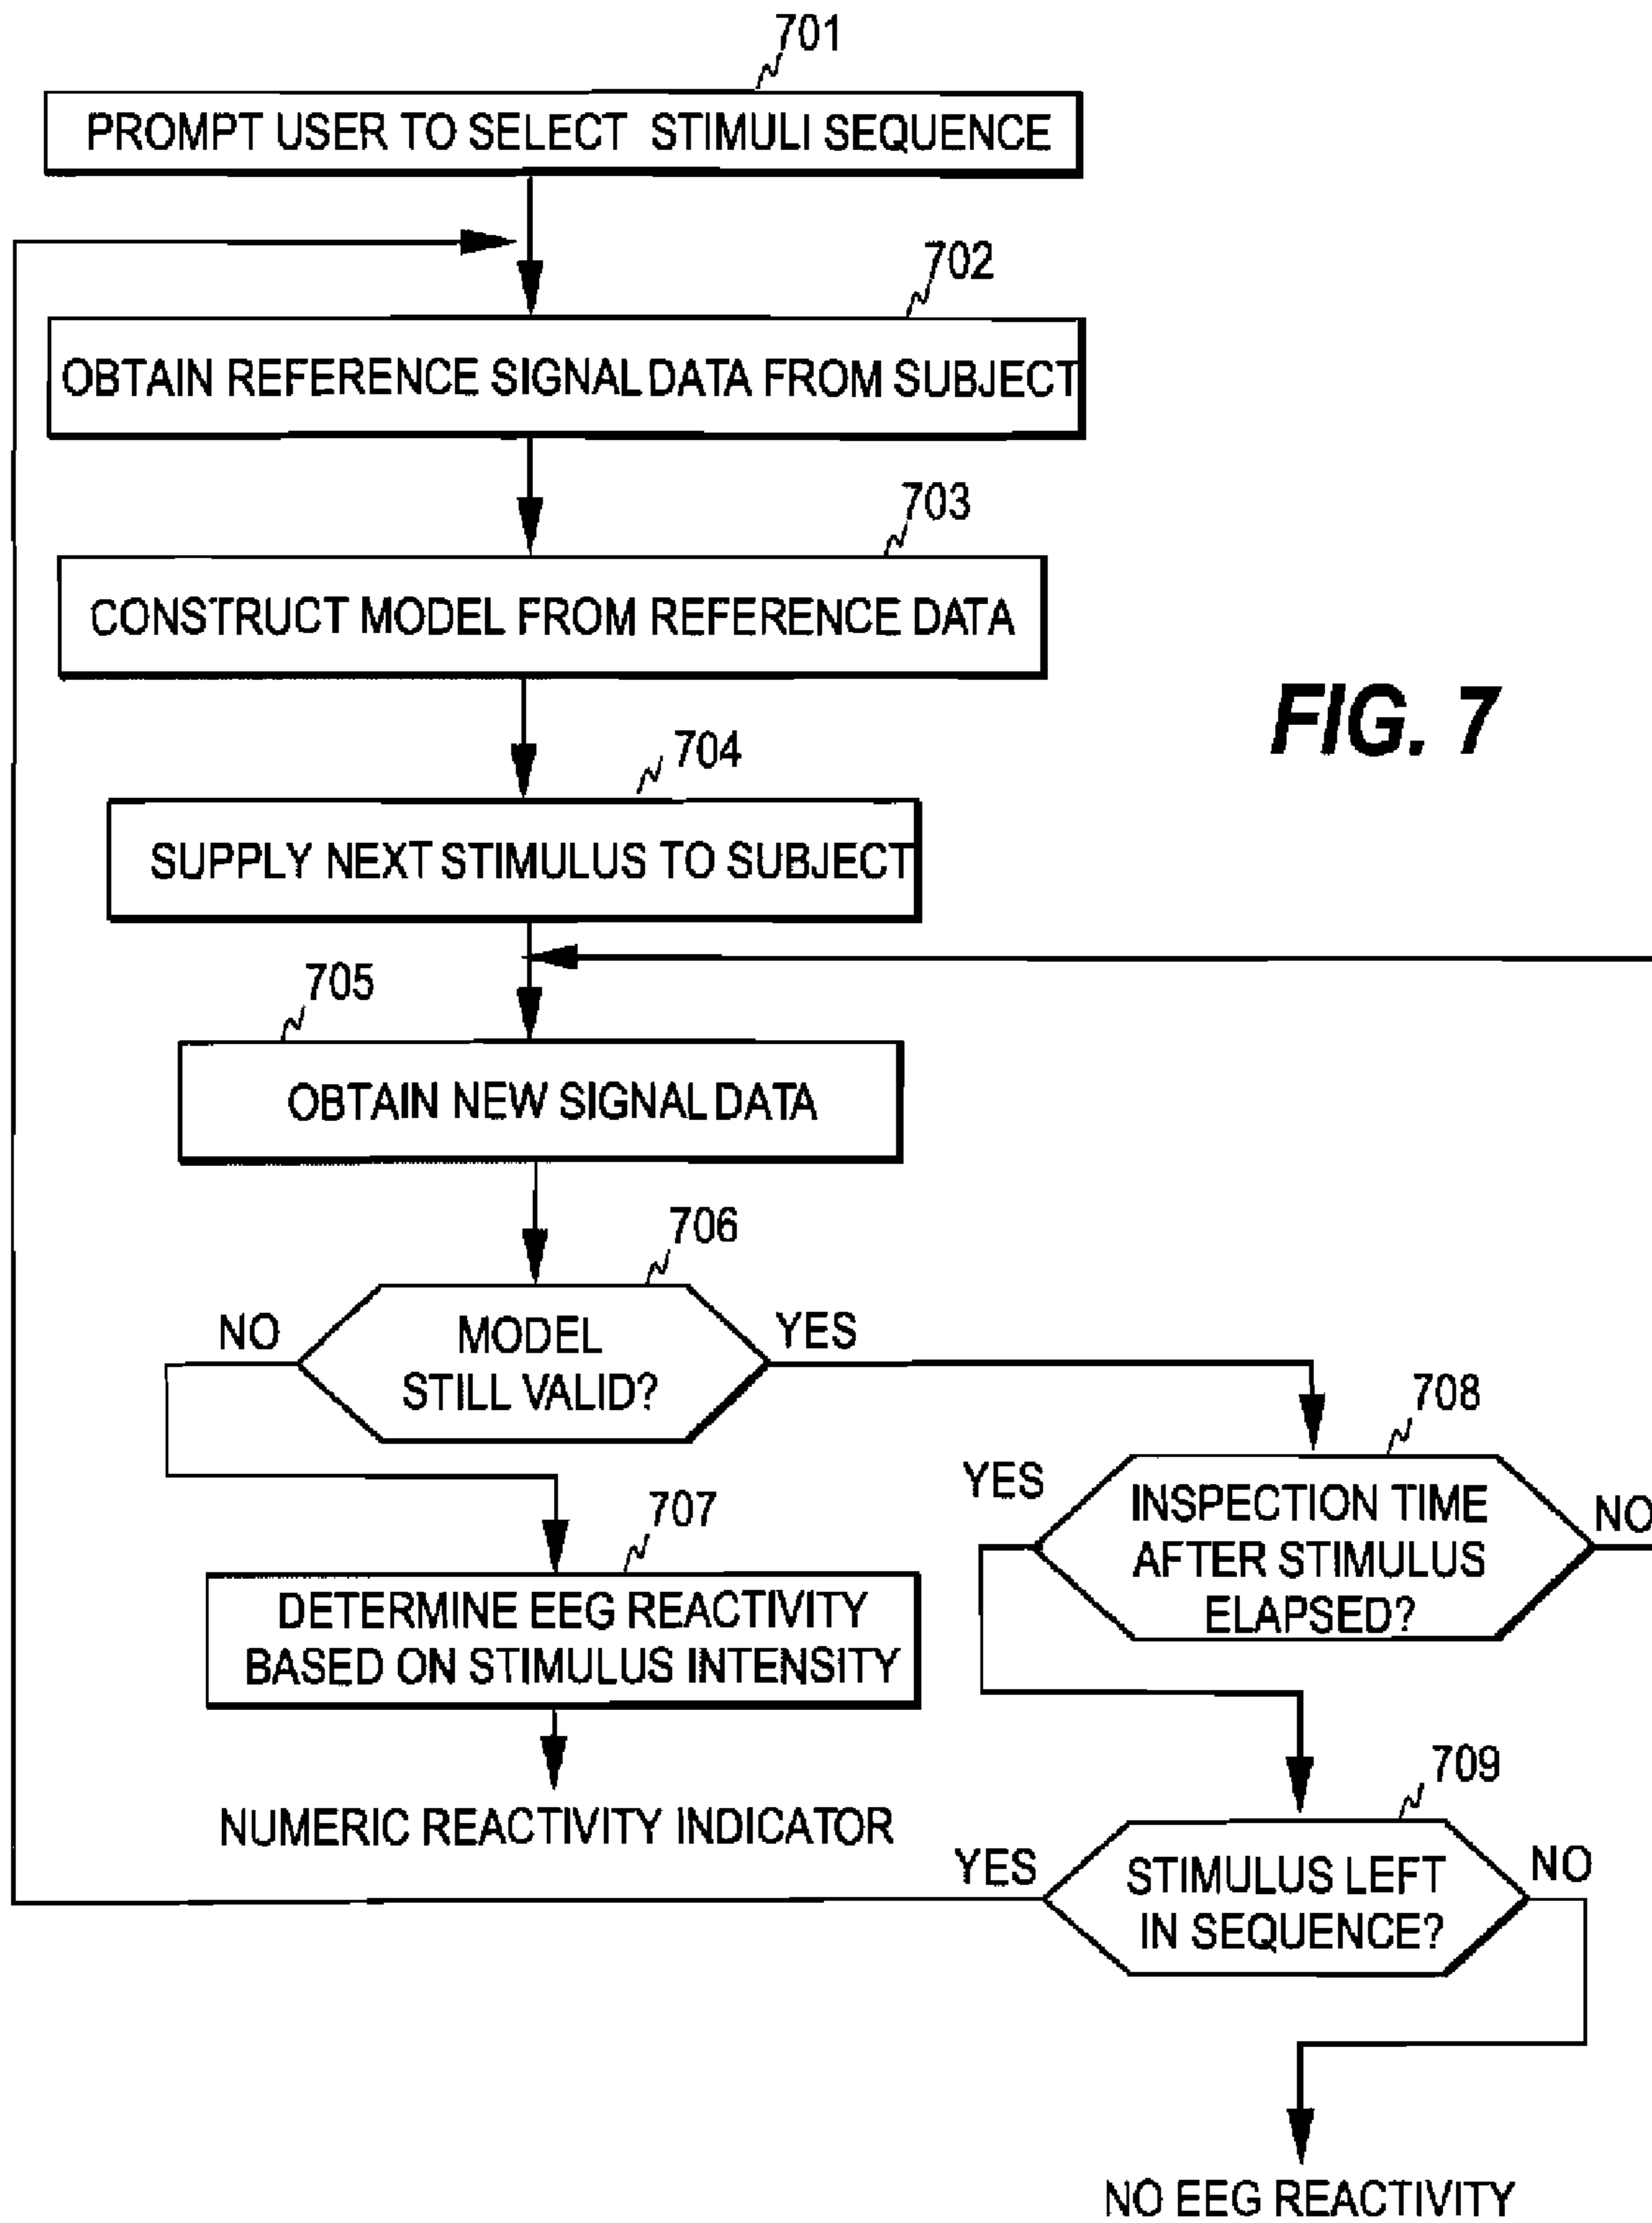 701
PROMPT USER TO SELECT STIMULI SEQUENCE
702
OBTAIN REFERENCE SIGNAL DATA FROM SUBJECT
703
CONSTRUCT MODEL FROM REFERENCE DATA
FIG. 7
704
SUPPLY NEXT STIMULUS TO SUBJECT
705
OBTAIN NEW SIGNAL DATA
706
NO
MODEL
STILL VALID?
YES
707
DETERMINE EEG REACTIVITY
BASED ON STIMULUS INTENSITY
NUMERIC REACTIVITY INDICATOR
708
YES
INSPECTION TIME
AFTER STIMULUS
ELAPSED?
NO
709
YES
STIMULUS LEFT
IN SEQUENCE?
NO
NO EEG REACTIVITY